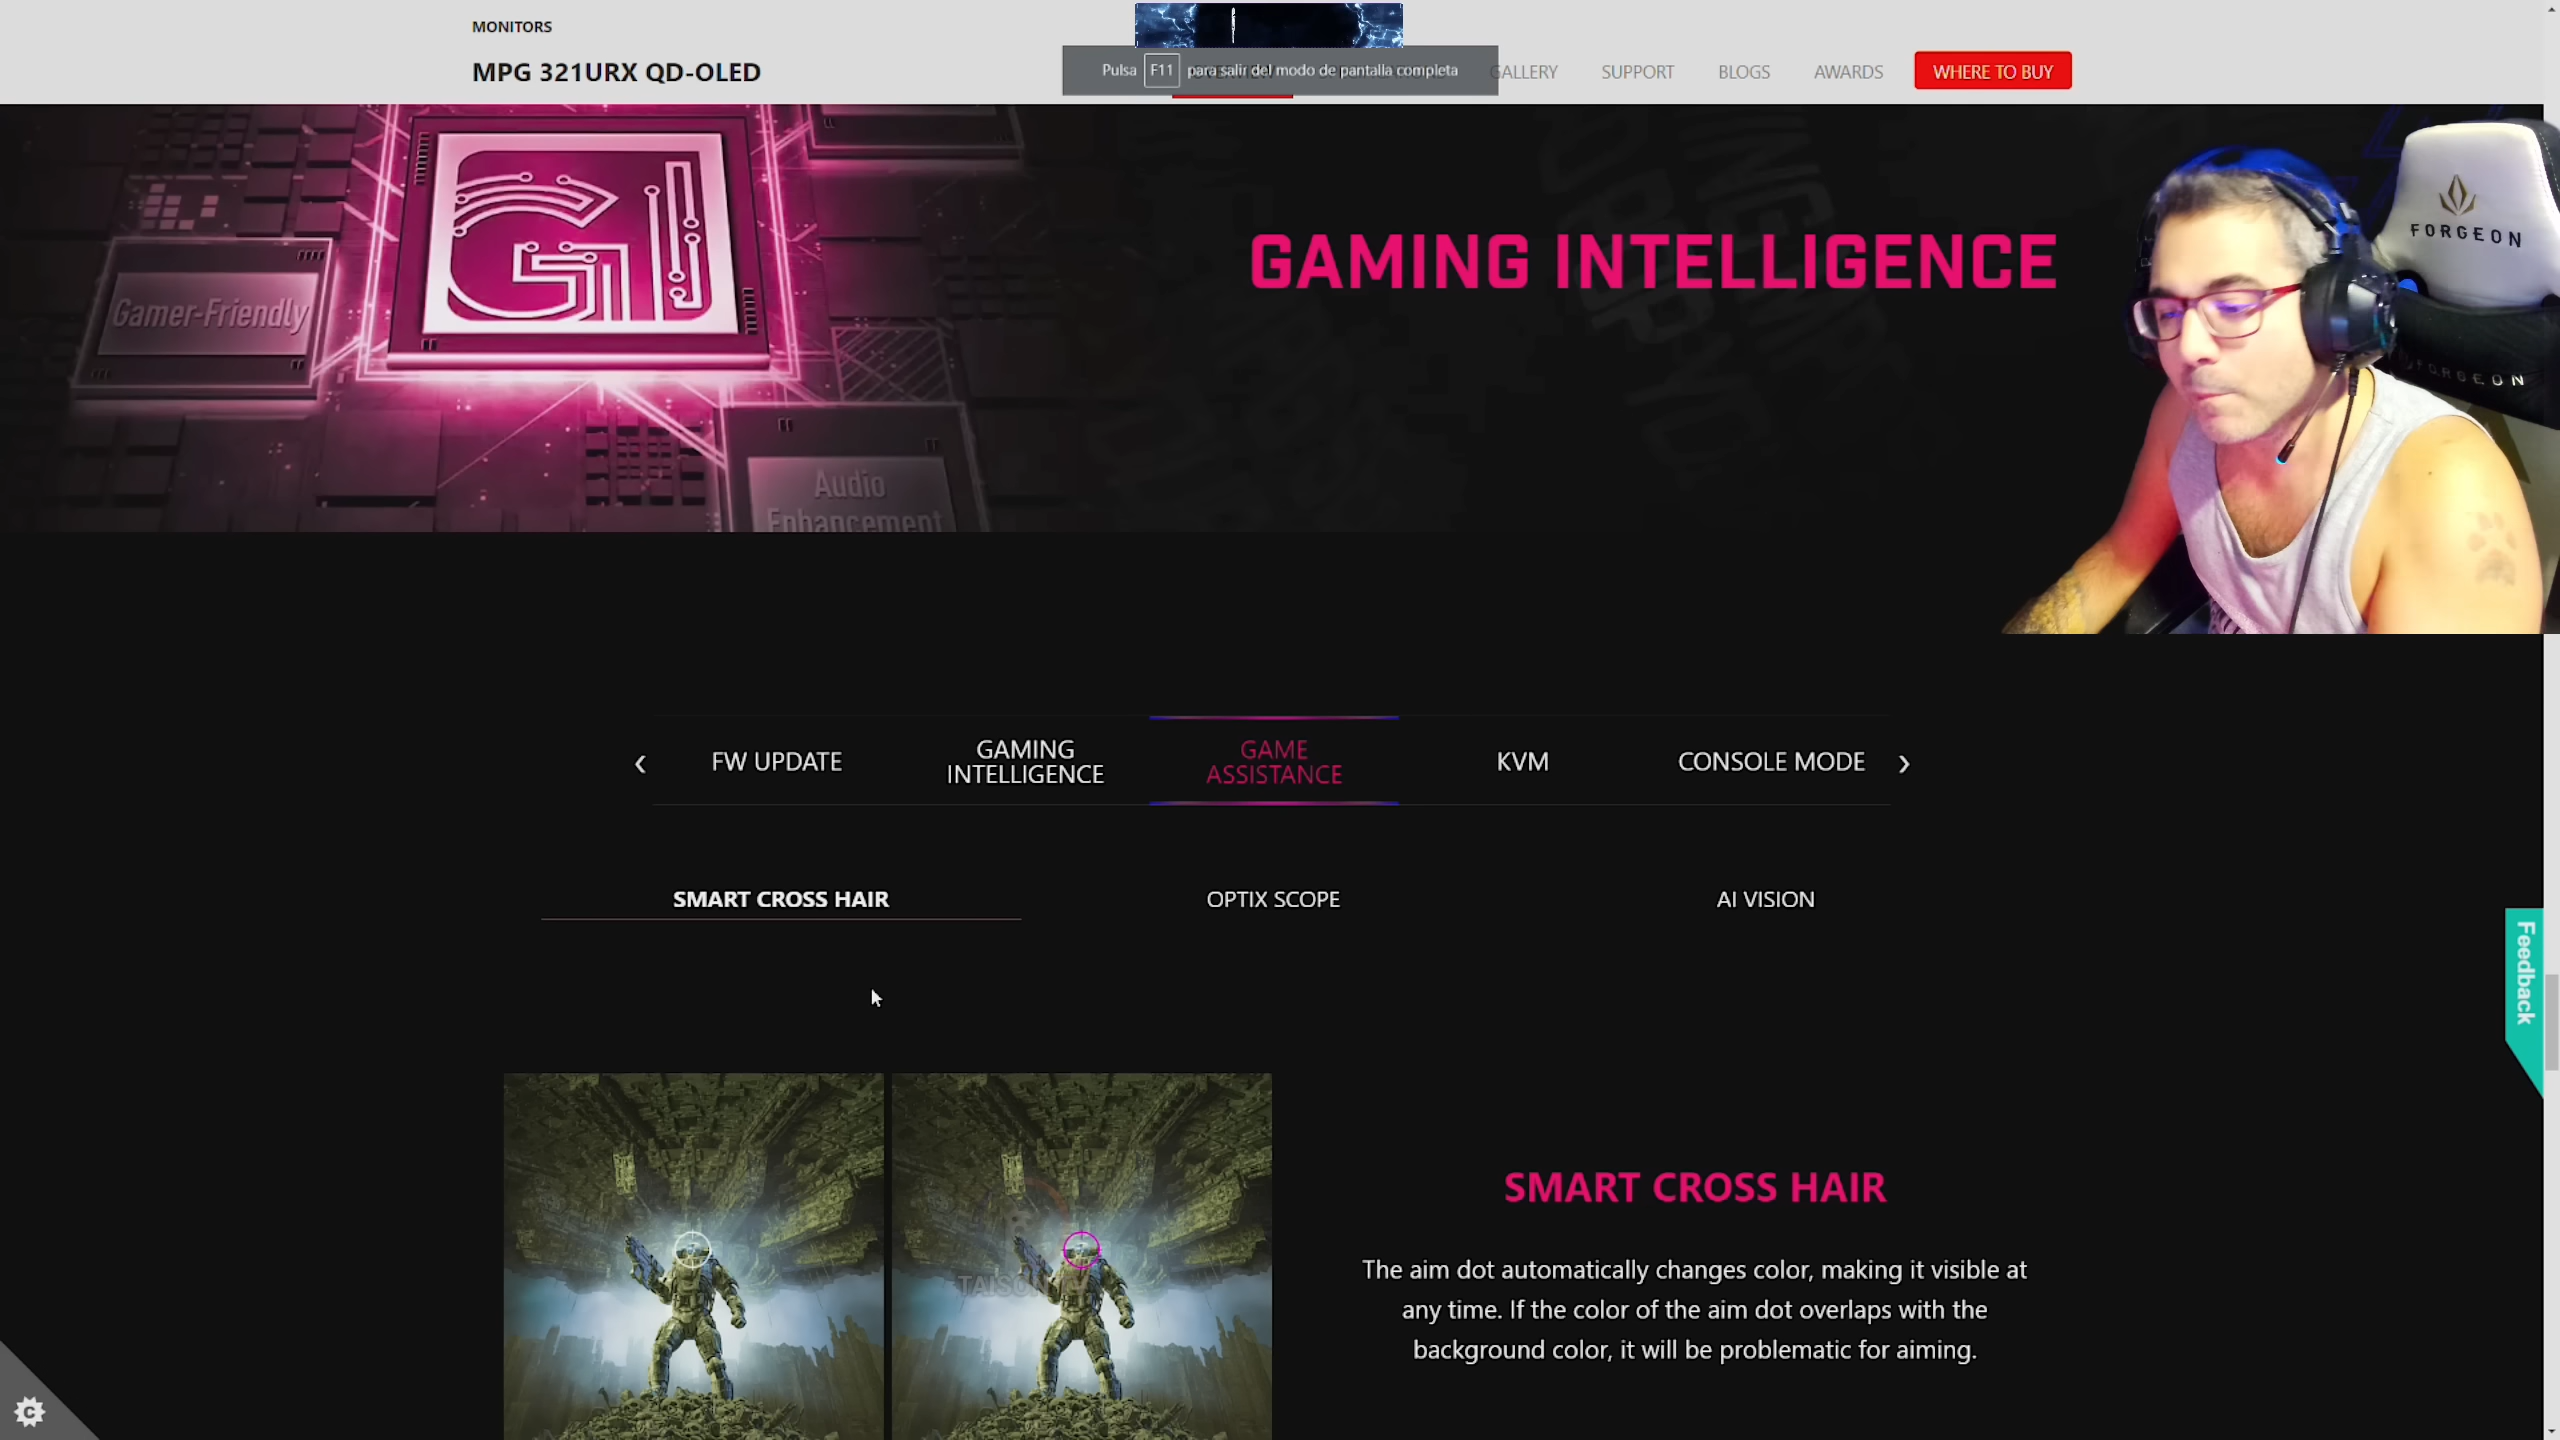 MONITORS
MPG 321URX QD-OLED
Pulsa F11 para salir del modo de pantalla completa
GALLERY
SUPPORT
BLOGS
AWARDS
WHERE TO BUY
FORGEON
FORGEON
GAMING INTELLIGENCE
GI
Gamer-Friendly
Audio
Enhancement
‹
FW UPDATE
GAMING
INTELLIGENCE
GAME
ASSISTANCE
KVM
CONSOLE MODE
›
SMART CROSS HAIR
OPTIX SCOPE
AI VISION
Feedback
SMART CROSS HAIR
The aim dot automatically changes color, making it visible at
any time. If the color of the aim dot overlaps with the
background color, it will be problematic for aiming.